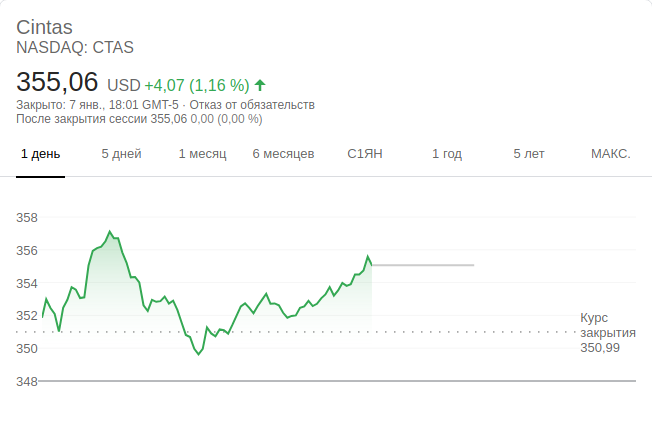 Cintas
NASDAQ: CTAS
355,06 USD +4,07 (1,16 %)
Закрыто: 7 янв., 18:01 GMT-5 · Отказ от обязательств
После закрытия сессии 355,06 0,00 (0,00 %)
1 день 5 дней 1 месяц 6 месяцев С1ЯН 1 год 5 лет МАКС.
358
356
354
352
350
348
Курс
закрытия
350,99